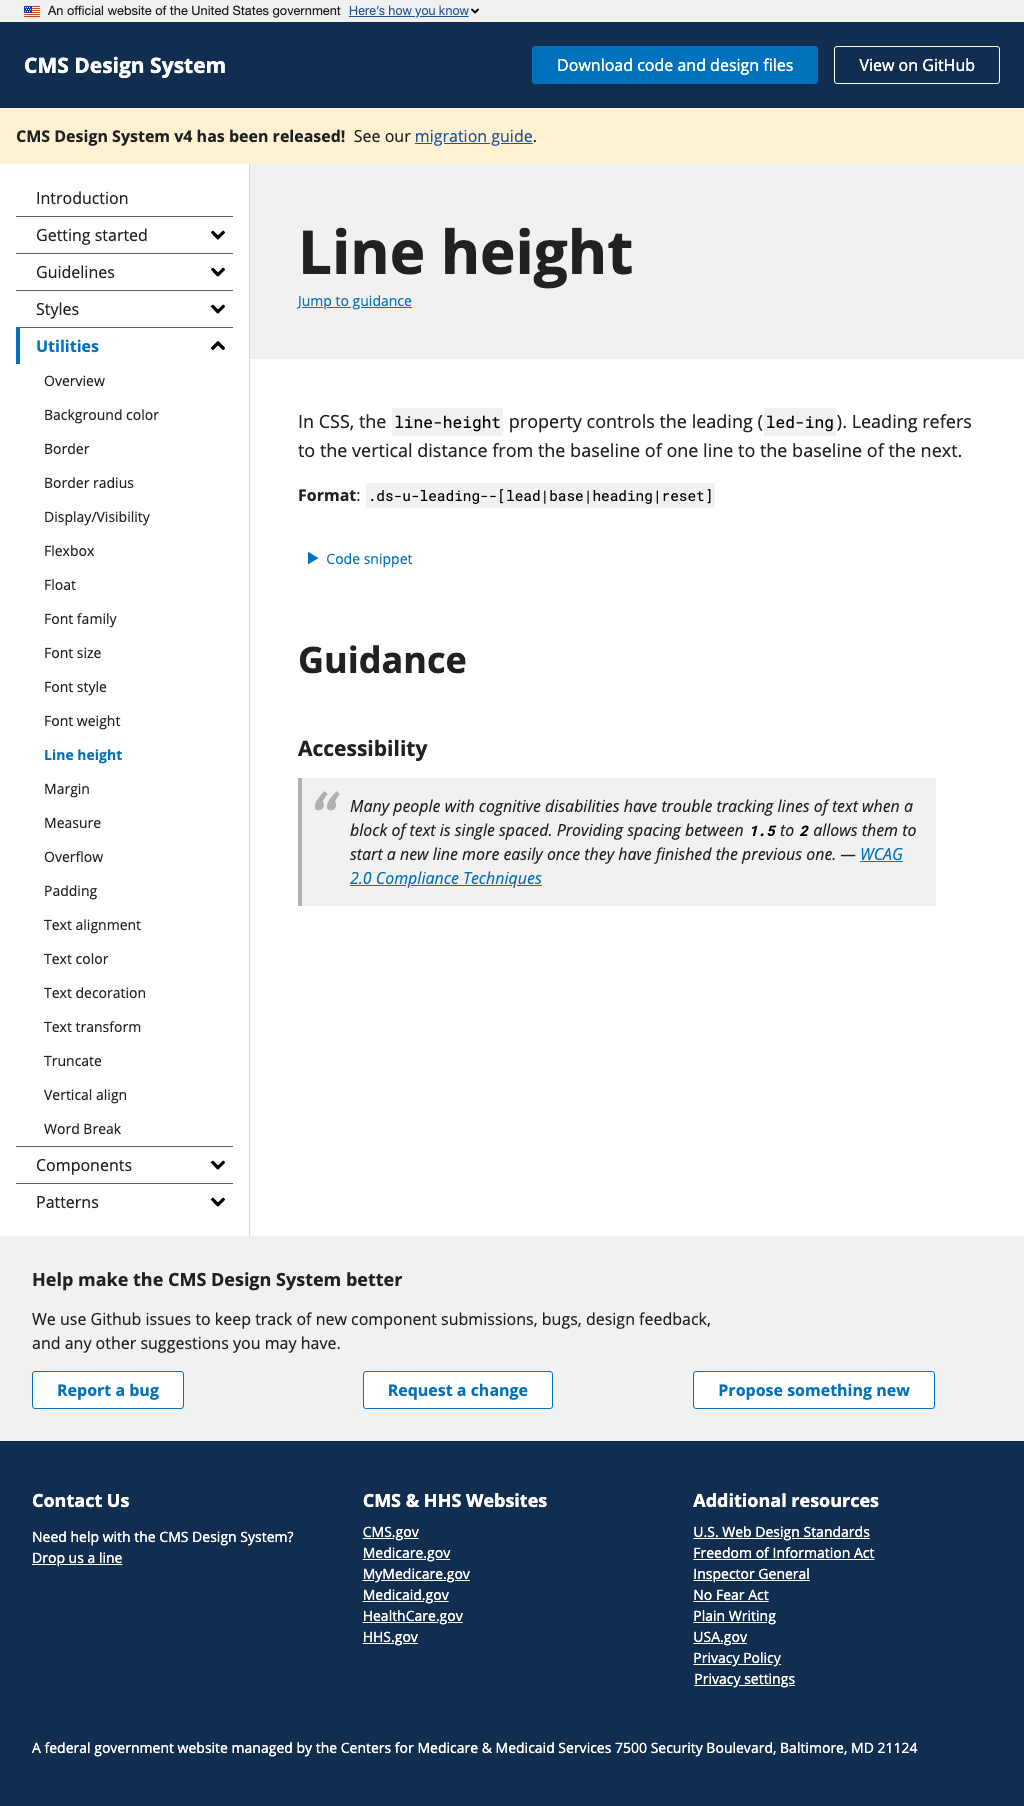 An official website of the United States government Here's how you know
CMS Design System
Download code and design files
View on GitHub
CMS Design System v4 has been released! See our migration guide.
Introduction
Getting started
Guidelines
Styles
Utilities
Overview
Background color
Border
Border radius
Display/Visibility
Flexbox
Float
Font family
Font size
Font style
Font weight
Line height
Margin
Measure
Overflow
Padding
Text alignment
Text color
Text decoration
Text transform
Truncate
Vertical align
Word Break
Components
Patterns
Line height
Jump to guidance
In CSS, the line-height property controls the leading (led-ing). Leading refers
to the vertical distance from the baseline of one line to the baseline of the next.
Format: .ds-u-leading--[lead|base|heading|reset]
Code snippet
Guidance
Accessibility
“ Many people with cognitive disabilities have trouble tracking lines of text when a
block of text is single spaced. Providing spacing between 1.5 to 2 allows them to
start a new line more easily once they have finished the previous one. — WCAG
2.0 Compliance Techniques
Help make the CMS Design System better
We use Github issues to keep track of new component submissions, bugs, design feedback,
and any other suggestions you may have.
Report a bug
Request a change
Propose something new
Contact Us
Need help with the CMS Design System?
Drop us a line
CMS & HHS Websites
CMS.gov
Medicare.gov
MyMedicare.gov
Medicaid.gov
HealthCare.gov
HHS.gov
Additional resources
U.S. Web Design Standards
Freedom of Information Act
Inspector General
No Fear Act
Plain Writing
USA.gov
Privacy Policy
Privacy settings
A federal government website managed by the Centers for Medicare & Medicaid Services 7500 Security Boulevard, Baltimore, MD 21124